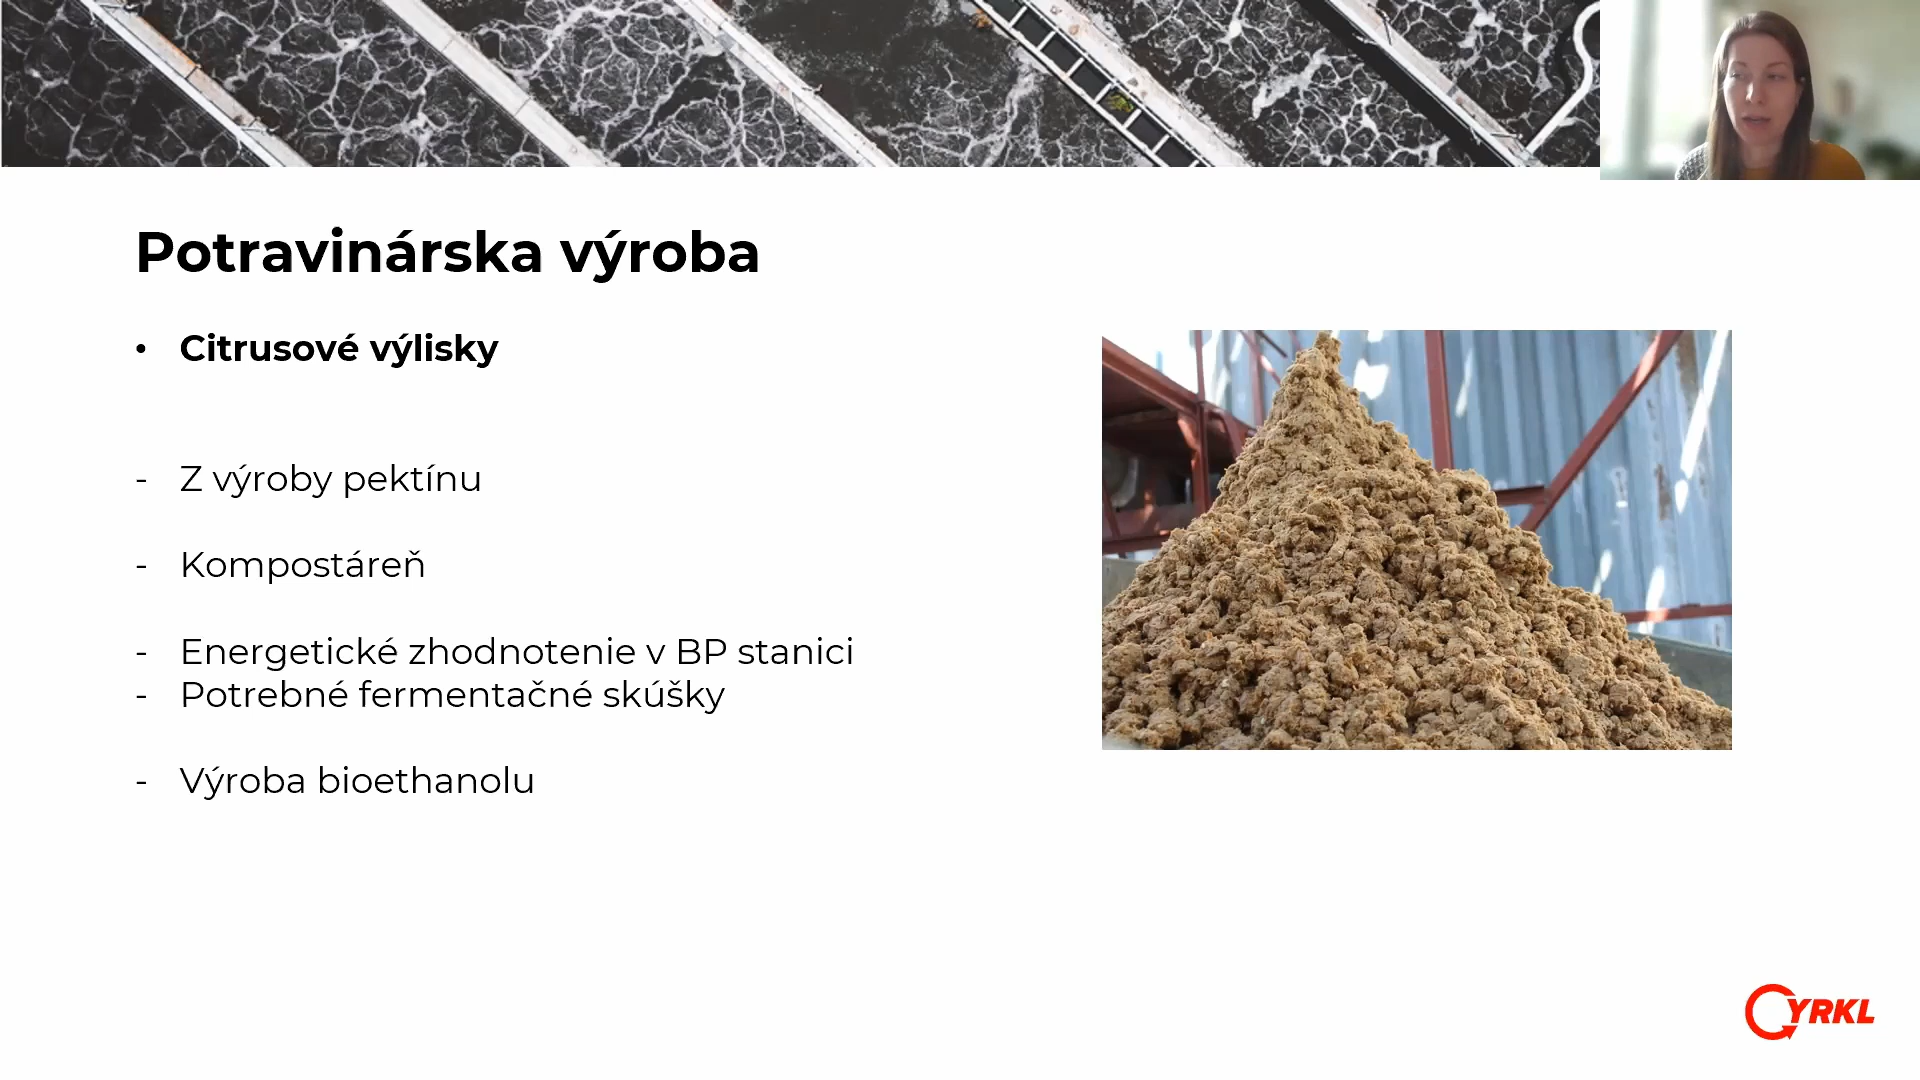 Potravinárska výroba
• Citrusové výlisky
- Z výroby pektínu
- Kompostáreň
- Energetické zhodnotenie v BP stanici
- Potrebné fermentačné skúšky
- Výroba bioethanolu
CYRKL